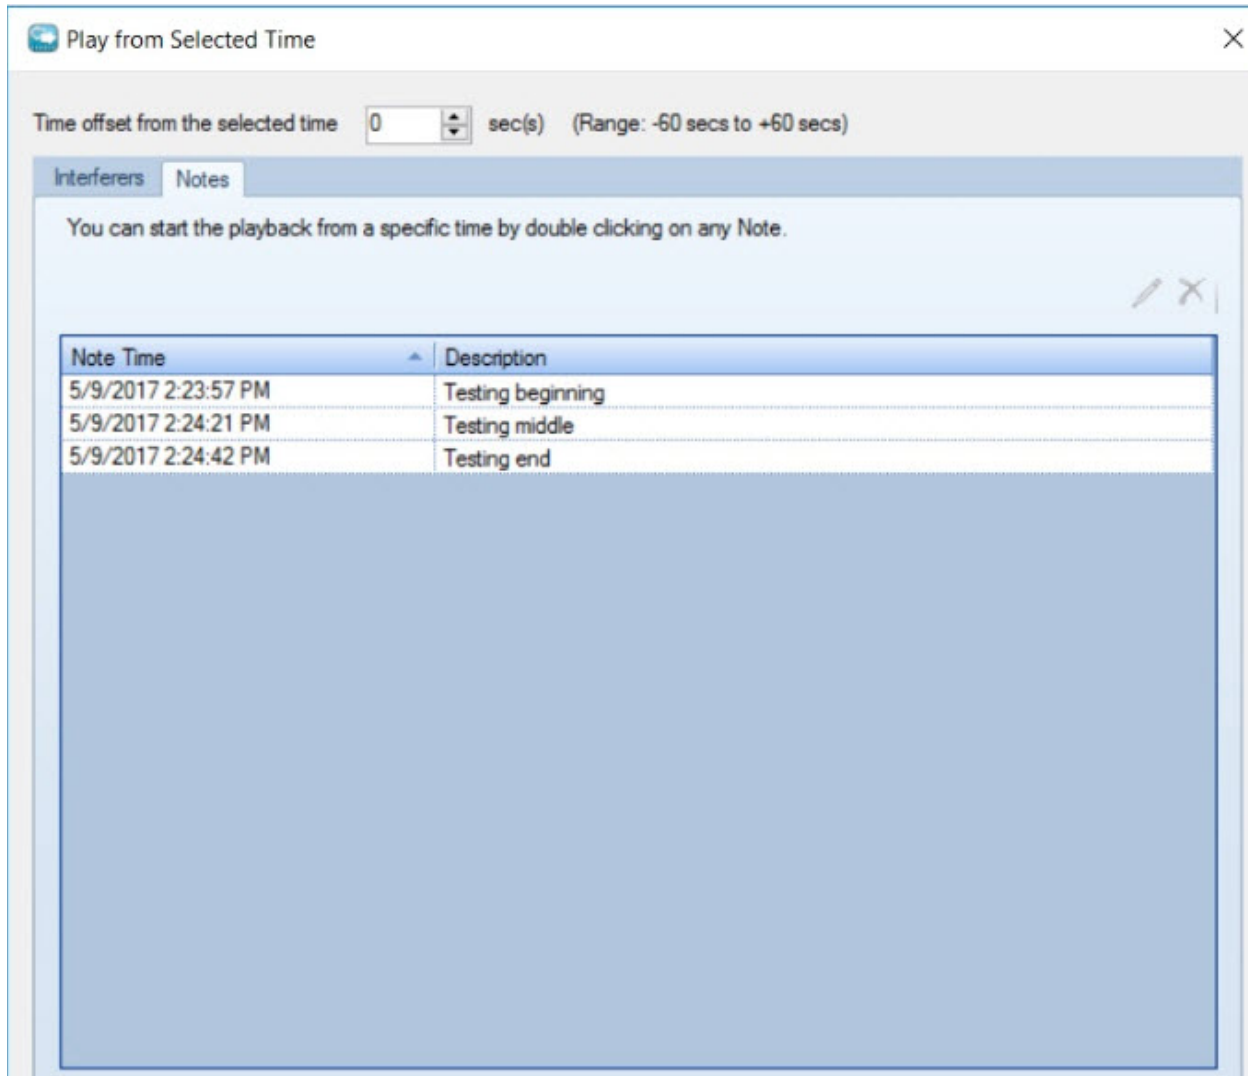 Play from Selected Time
Time offset from the selected time 0 sec(s) (Range: -60 secs to +60 secs)
Interferers Notes
You can start the playback from a specific time by double clicking on any Note.
Note Time Description
5/9/2017 2:23:57 PM Testing beginning
5/9/2017 2:24:21 PM Testing middle
5/9/2017 2:24:42 PM Testing end